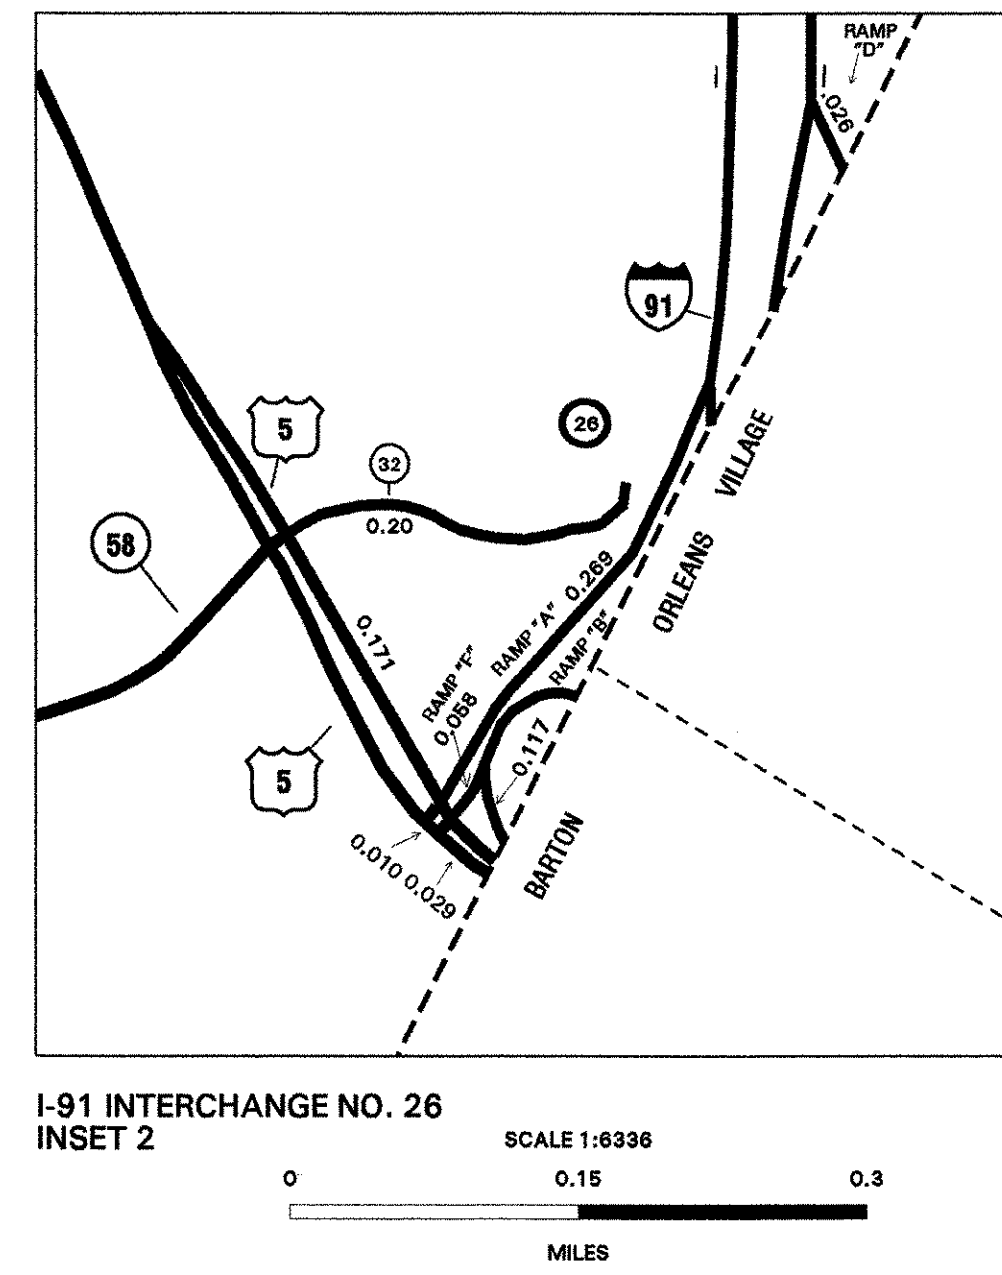 RAMP
"D"
.026
91
5
26
32
0.20
58
VILLAGE
ORLEANS
0.269
RAMP "A"
RAMP "B"
0.171
RAMP "F"
0.058
0.117
5
0.010
0.029
BARTON
I-91 INTERCHANGE NO. 26
INSET 2
SCALE 1:6336
0 0.15 0.3
MILES